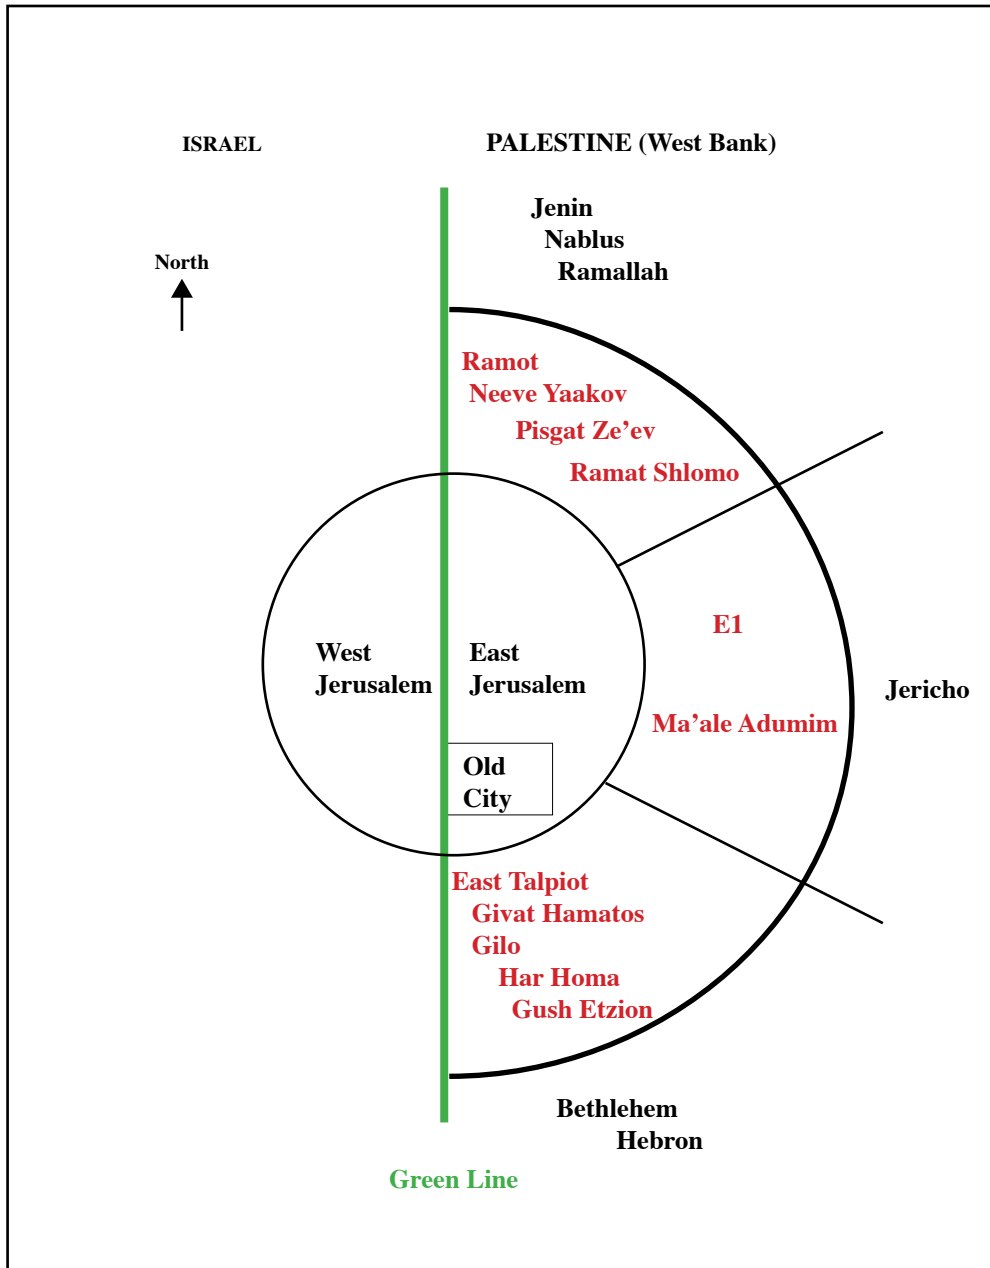 ISRAEL
PALESTINE (West Bank)
Jenin
Nablus
Ramallah
North
Ramot
Neeve Yaakov
Pisgat Ze’ev
Ramat Shlomo
E1
West
Jerusalem
East
Jerusalem
Jericho
Ma’ale Adumim
Old
City
East Talpiot
Givat Hamatos
Gilo
Har Homa
Gush Etzion
Bethlehem
Hebron
Green Line